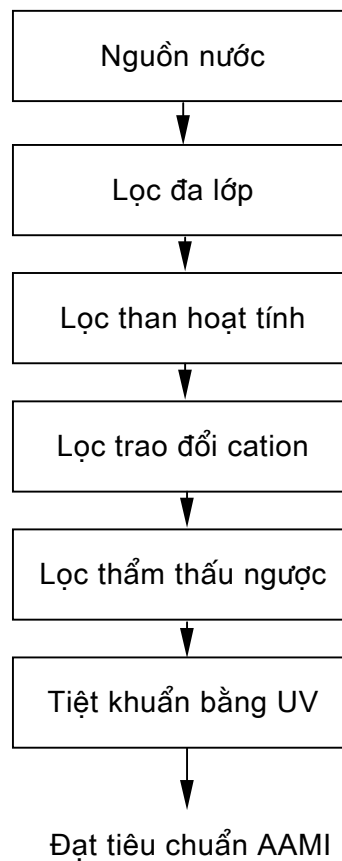 Nguồn nước
Lọc đa lớp
Lọc than hoạt tính
Lọc trao đổi cation
Lọc thẩm thấu ngược
Tiệt khuẩn bằng UV
Đạt tiêu chuẩn AAMI